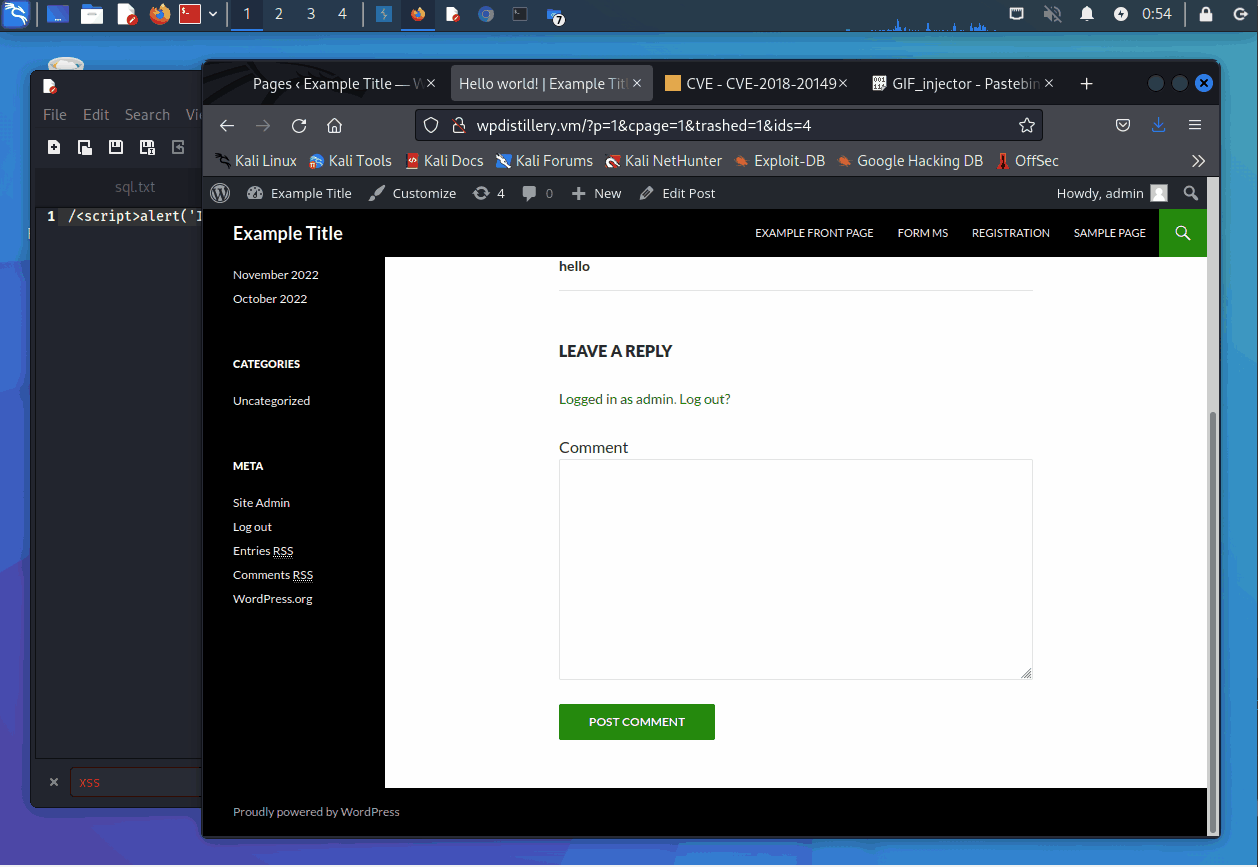 1 2 3 4 7 0:54
Pages ‹ Example Title — W
Hello world! | Example Titl
CVE - CVE-2018-20149
GIF_injector - Pastebin
wpdistillery.vm/?p=1&cpage=1&trashed=1&ids=4
Kali Linux Kali Tools Kali Docs Kali Forums Kali NetHunter Exploit-DB Google Hacking DB OffSec
Example Title Customize 4 0 New Edit Post Howdy, admin
File Edit Search Vi
sql.txt
1 /<script>alert('I
xss
Example Title
EXAMPLE FRONT PAGE FORM MS REGISTRATION SAMPLE PAGE
November 2022
October 2022
CATEGORIES
Uncategorized
META
Site Admin
Log out
Entries RSS
Comments RSS
WordPress.org
hello
LEAVE A REPLY
Logged in as admin. Log out?
Comment
POST COMMENT
Proudly powered by WordPress